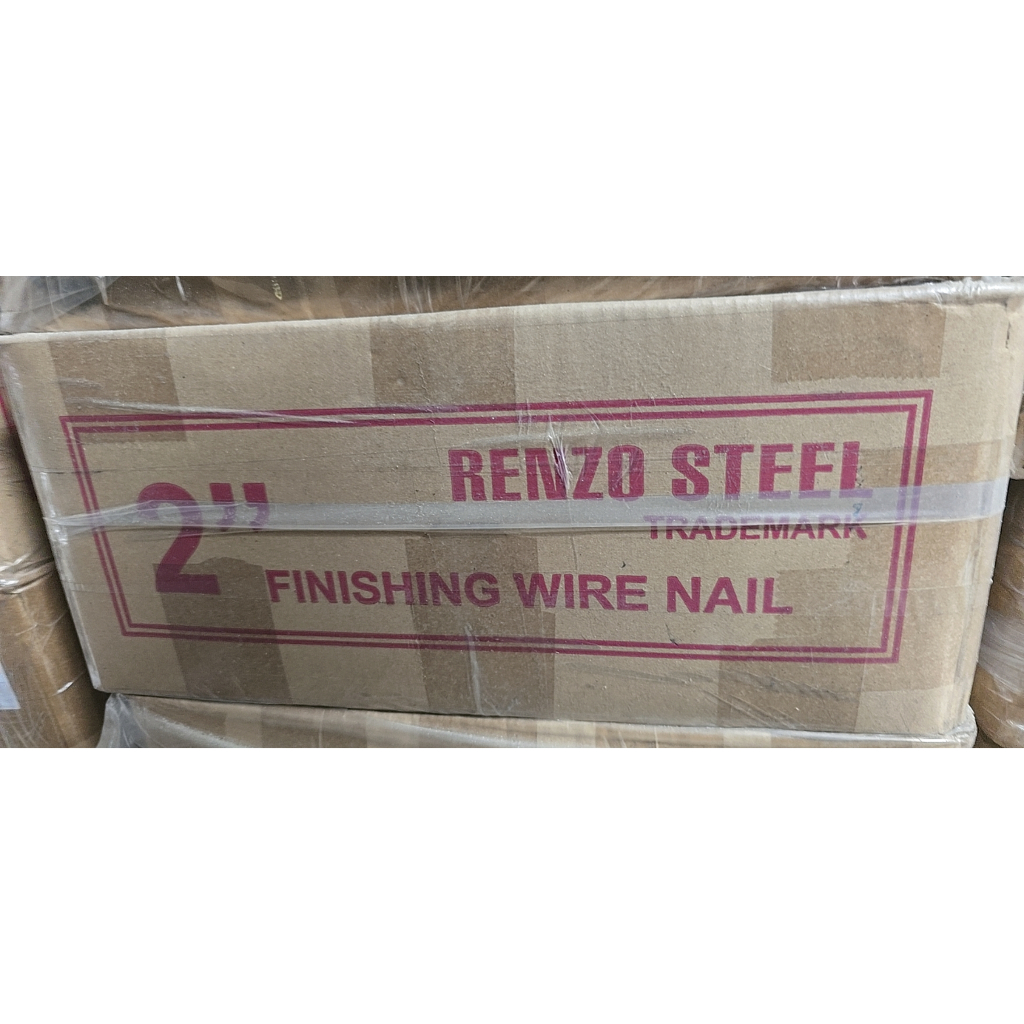 RENZO STEEL
TRADEMARK
2”
FINISHING WIRE NAIL